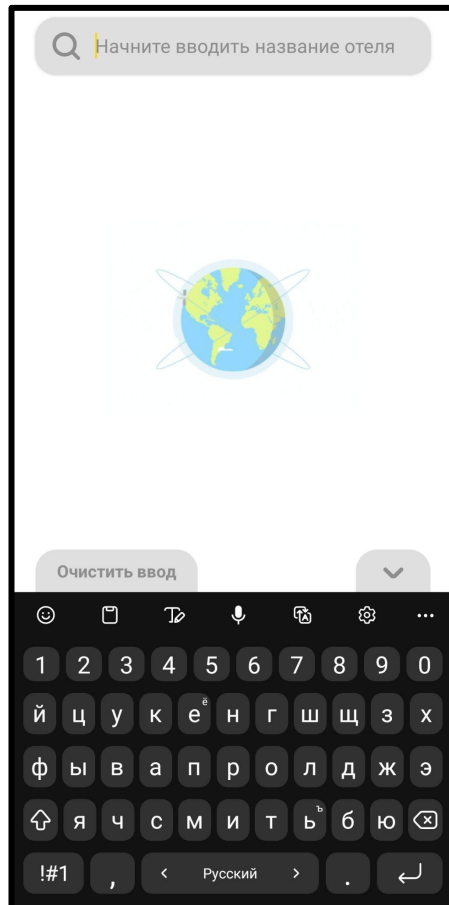 Начните вводить название отеля
Очистить ввод
1 2 3 4 5 6 7 8 9 0
й ц у к е ё н г ш щ з х
ф ы в а п р о л д ж э
я ч с м и т ь ъ б ю
!#1 , < Русский > .